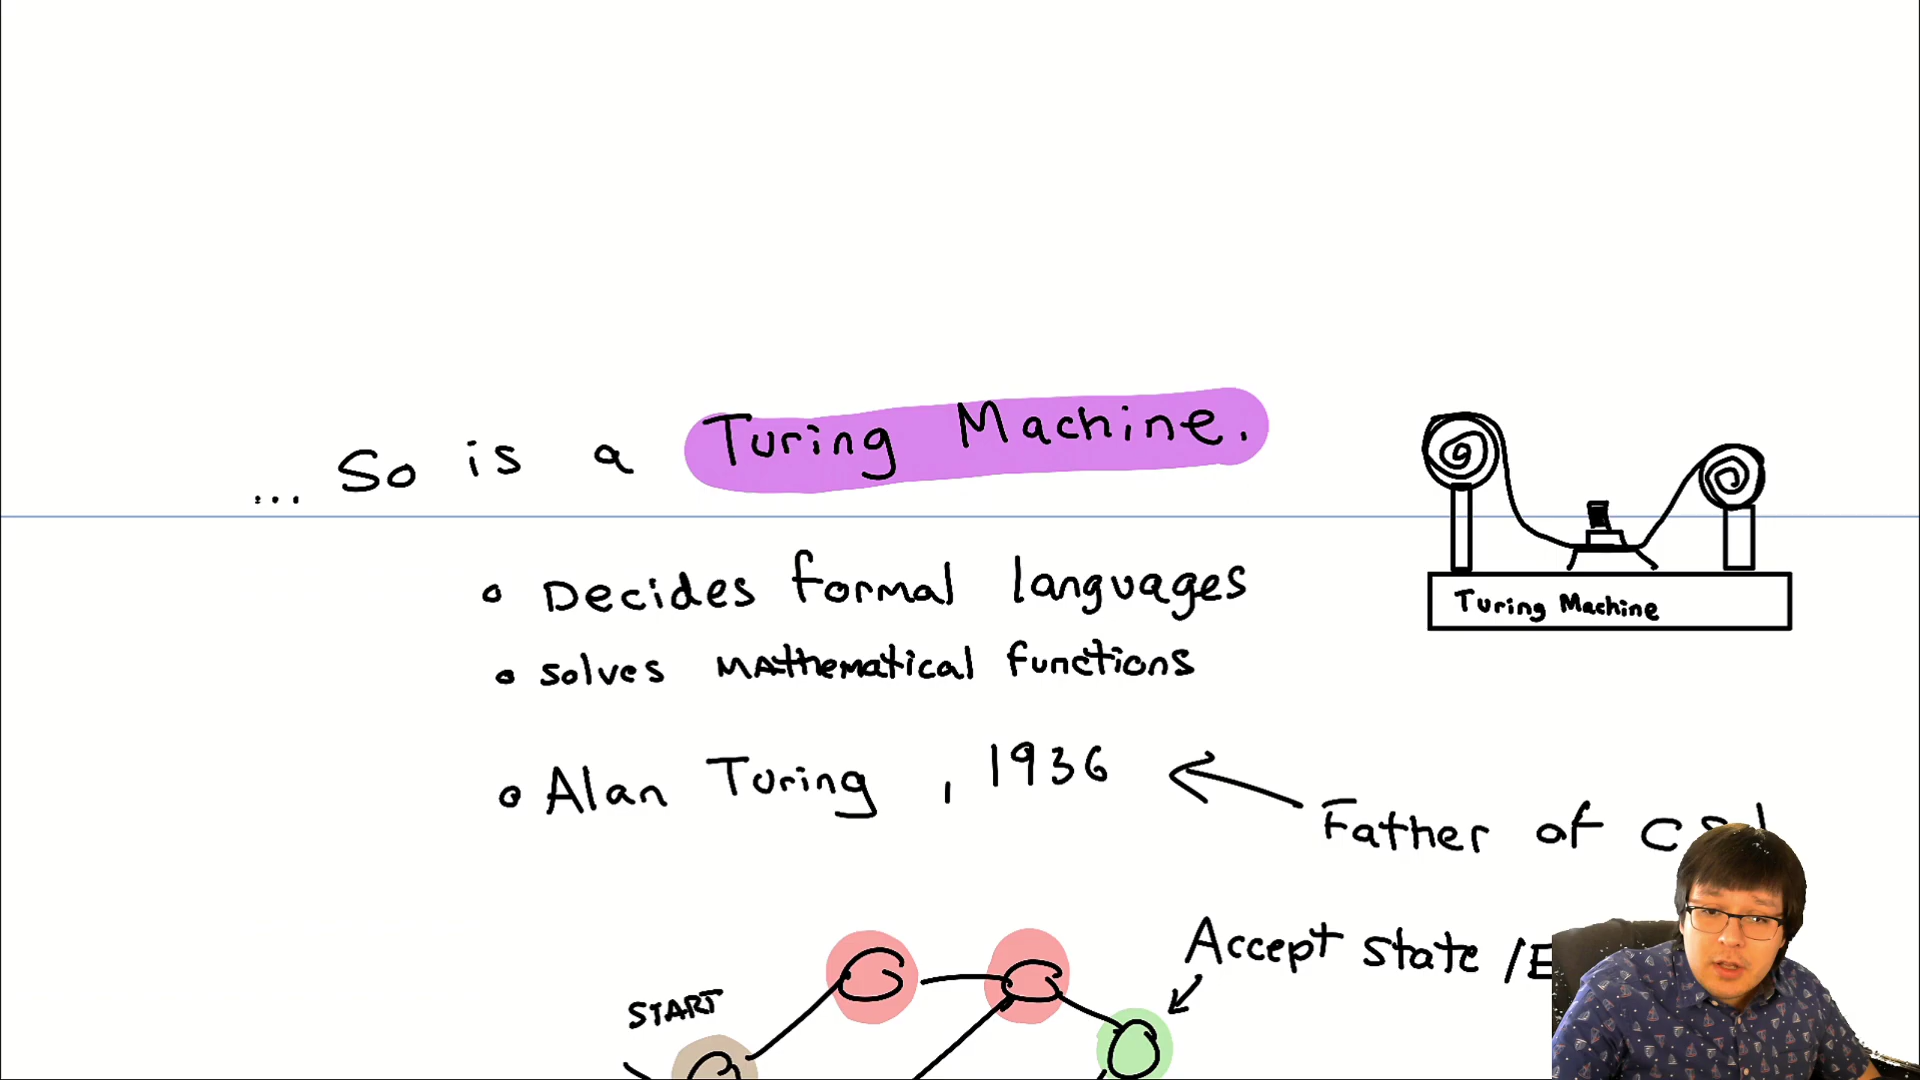 ... So is a Turing Machine.
Turing Machine
• Decides formal languages
• solves Mathematical functions
• Alan Turing, 1936
Father of
Accept state /
START